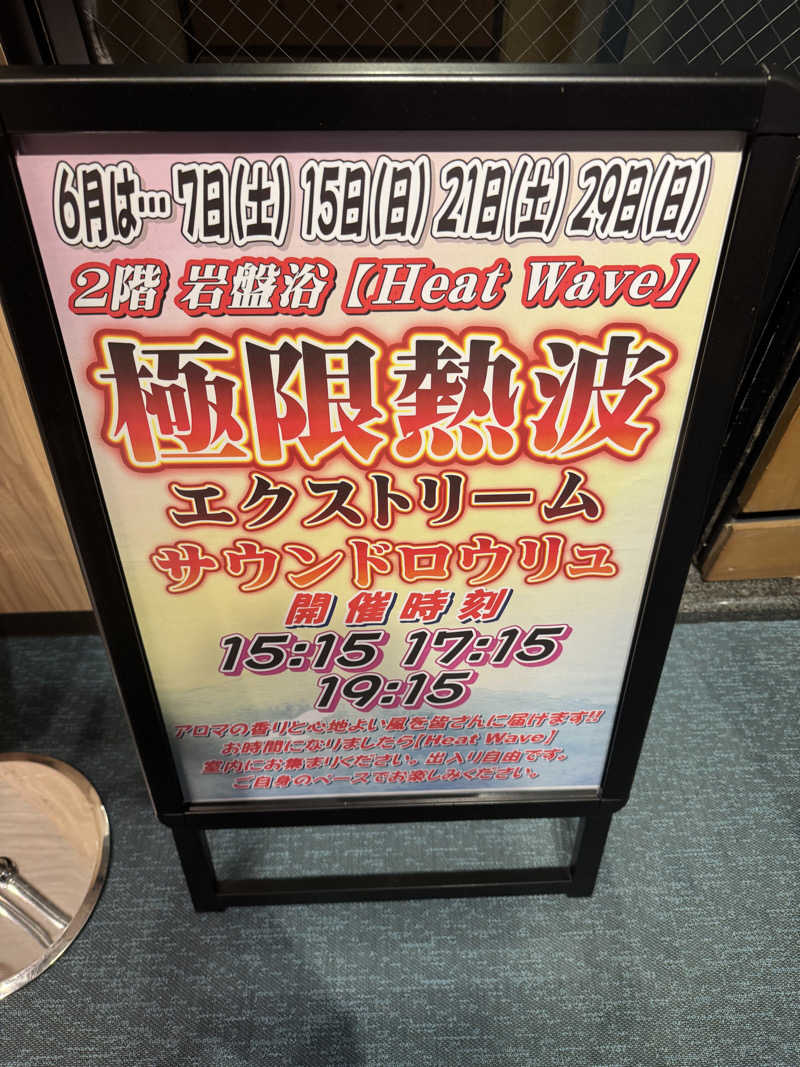 6月は… 7日(土) 15日(日) 21日(土) 29日(日)
2階 岩盤浴【Heat Wave】
極限熱波
エクストリーム
サウンドロウリュ
開催時刻
15:15 17:15
19:15
アロマの香りと心地よい風を皆さんに届けます!!
お時間になりましたら【Heat Wave】
室内にお集まりください。出入り自由です。
ご自身のペースでお楽しみください。